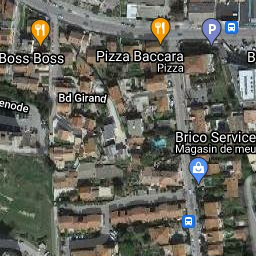 Boss Boss
Pizza Baccara
Pizza
P
B
Bd Girand
enode
Brico Service
Magasin de meu